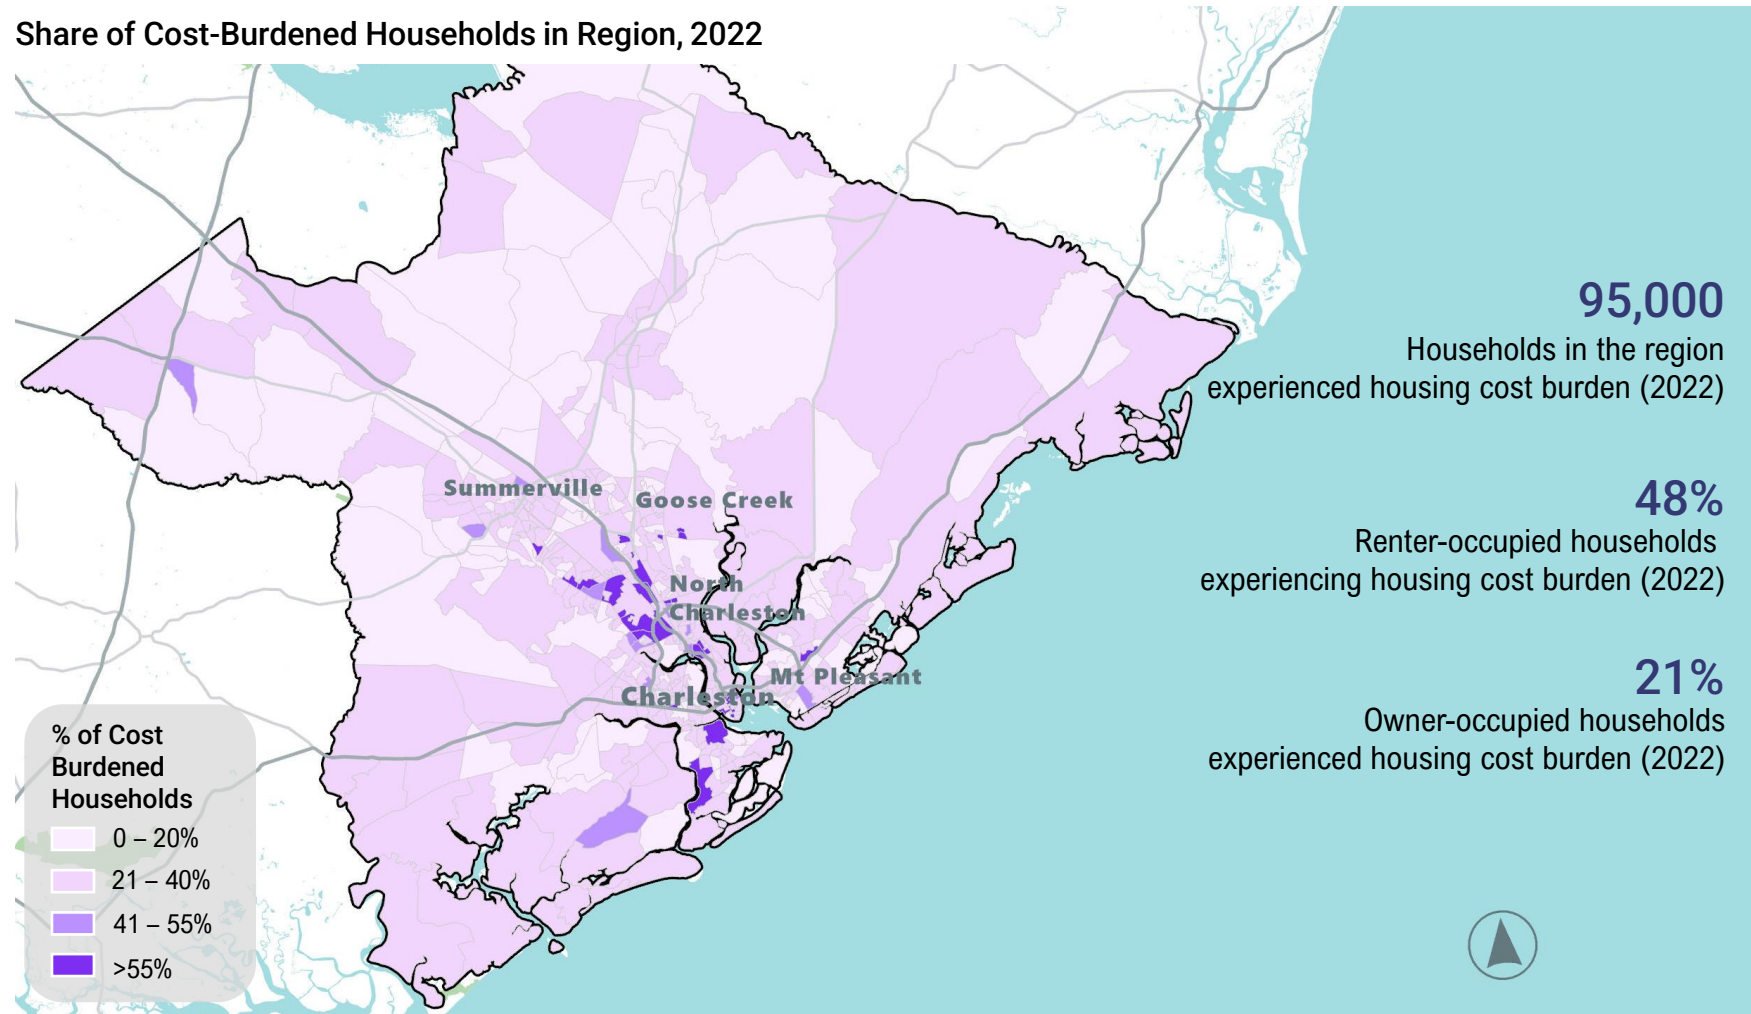 Share of Cost-Burdened Households in Region, 2022
95,000
Households in the region
experienced housing cost burden (2022)
Summerville
Goose Creek
48%
Renter-occupied households
experiencing housing cost burden (2022)
North
Charleston
Mt Pleasant
Charleston
21%
Owner-occupied households
experienced housing cost burden (2022)
% of Cost
Burdened
Households
0 – 20%
21 – 40%
41 – 55%
>55%